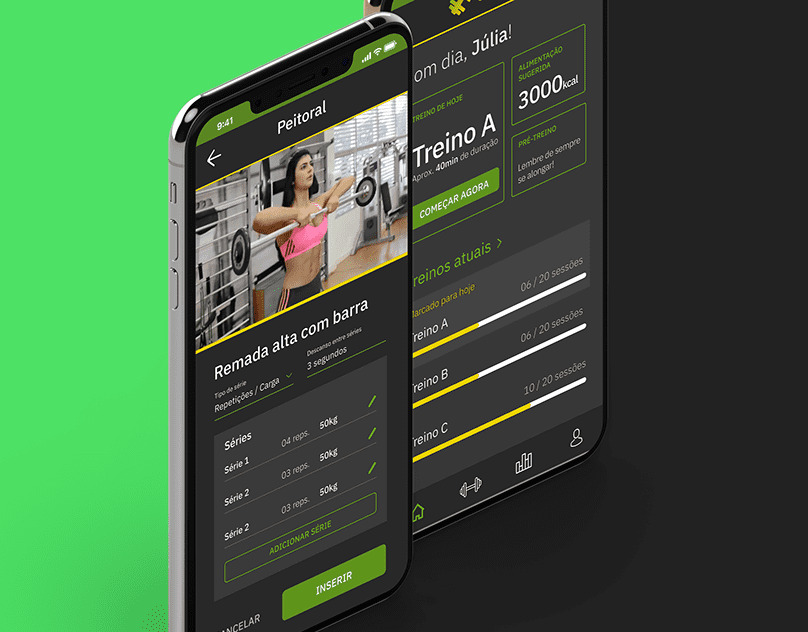 9:41
Peitoral
Remada alta com barra
Tipo de série
Repetições / Carga
Descanso entre séries
3 segundos
Séries
Série 1 04 reps. 50kg
Série 2 03 reps. 50kg
Série 2 03 reps. 50kg
ADICIONAR SÉRIE
INSERIR
ANCELAR
om dia, Júlia!
TREINO DE HOJE
Treino A
Aprox. 40min de duração
COMEÇAR AGORA
ALIMENTAÇÃO
SUGERIDA
3000kcal
PRÉ-TREINO
Lembre de sempre
se alongar!
reinos atuais
Marcado para hoje
Treino A 06 / 20 sessões
Treino B 06 / 20 sessões
Treino C 10 / 20 sessões